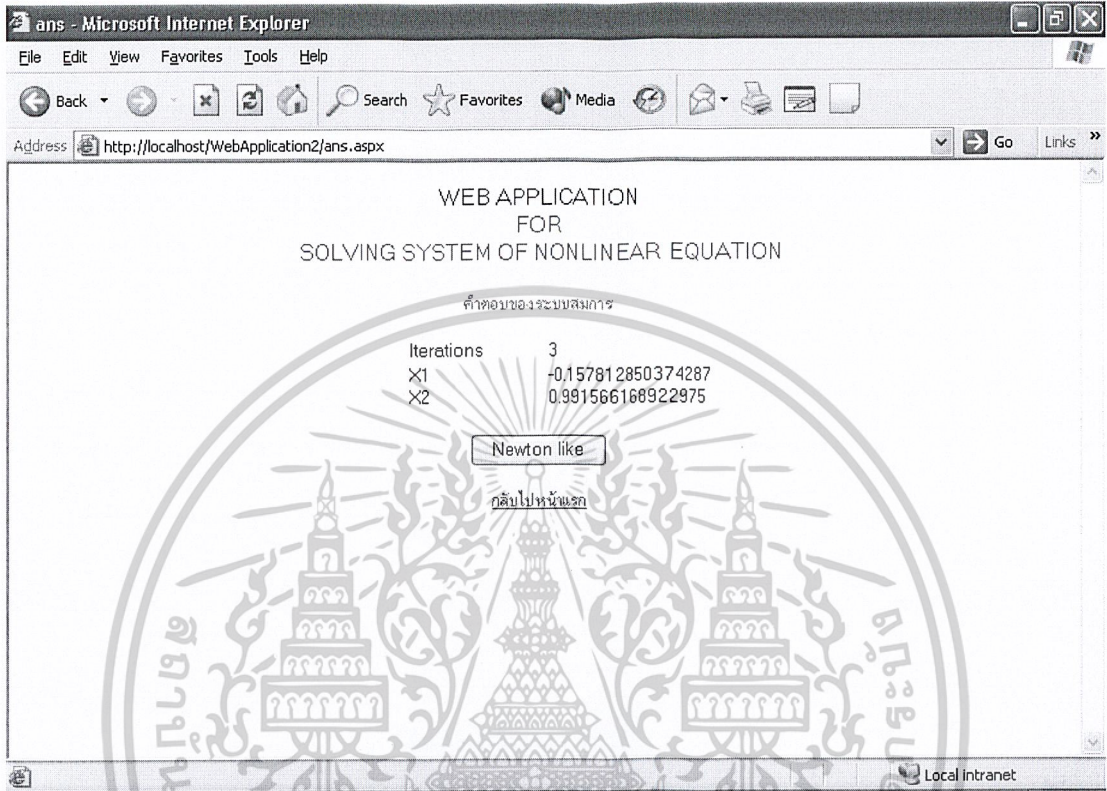 ans - Microsoft Internet Explorer
File Edit View Favorites Tools Help
Back Search Favorites Media
Address http://localhost/WebApplication2/ans.aspx Go Links »
WEB APPLICATION
FOR
SOLVING SYSTEM OF NONLINEAR EQUATION
คำตอบของระบบสมการ
Iterations 3
X1 -0.157812850374287
X2 0.991566168922975
Newton like
กลับไปหน้าแรก
Local intranet